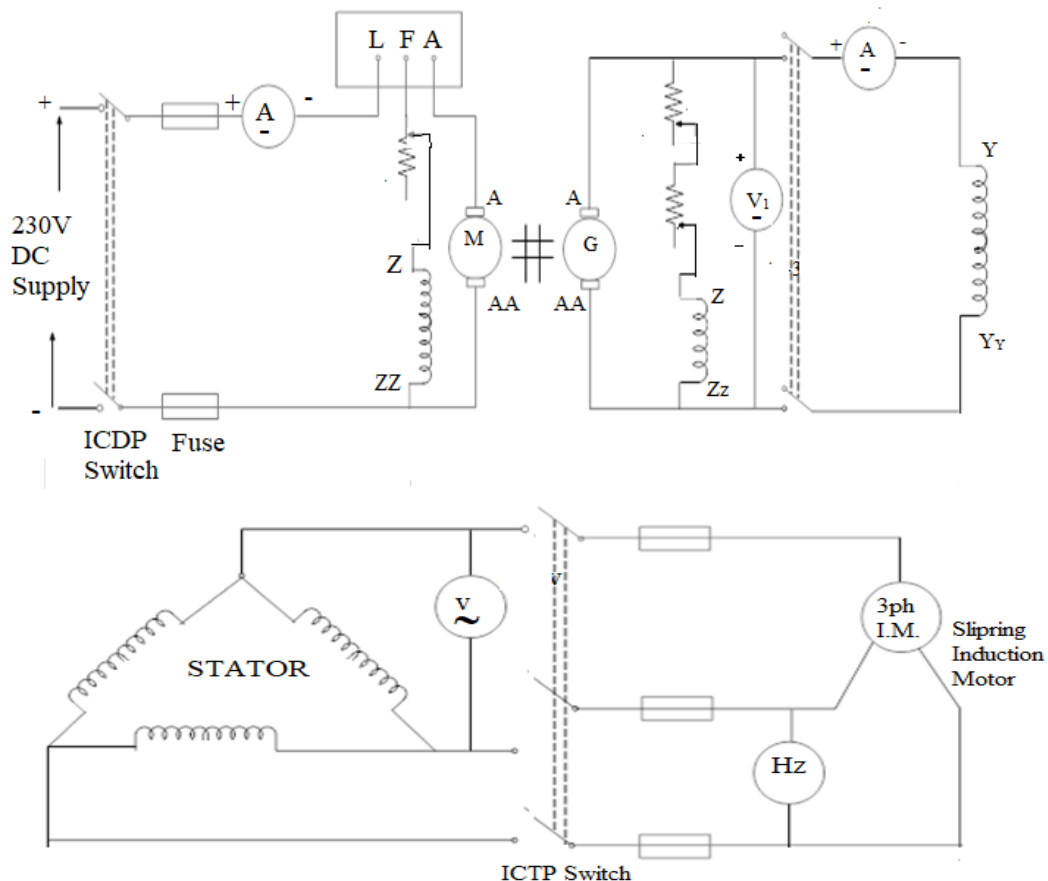 L F A
+ A - -
+
230V
DC
Supply
-
Z
ZZ
A
M
AA
ICDP
Switch
Fuse
A
G
AA
Z
Zz
+
V1
-
–
3
+ A - -
Y
YY
STATOR
v
~
v
3ph
I.M.
Slipring
Induction
Motor
Hz
ICTP Switch